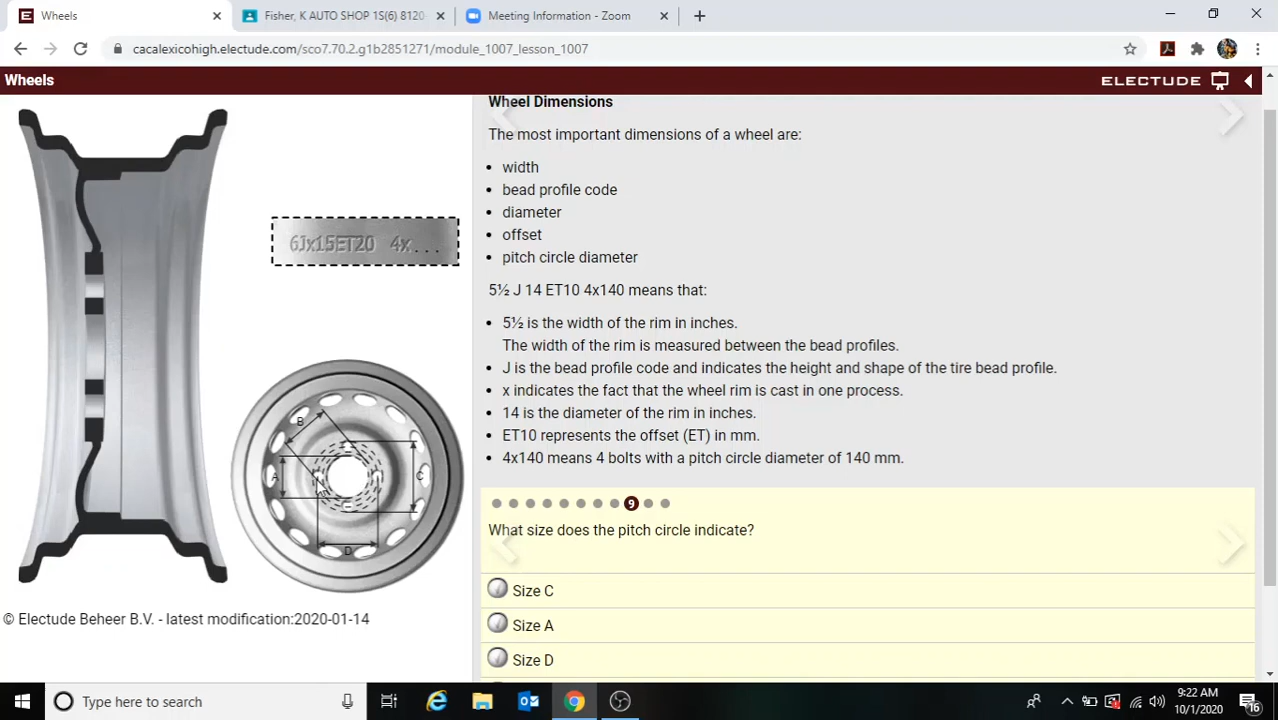 Wheels
Fisher, K AUTO SHOP 1S(6) 8120
Meeting Information - Zoom
cacalexicohigh.electude.com/sco7.70.2.g1b2851271/module_1007_lesson_1007
Wheels
ELECTUDE
Wheel Dimensions
The most important dimensions of a wheel are:
width
bead profile code
diameter
offset
pitch circle diameter
6Jx15ET20 4x...
5½ J 14 ET10 4x140 means that:
5½ is the width of the rim in inches.
The width of the rim is measured between the bead profiles.
J is the bead profile code and indicates the height and shape of the tire bead profile.
x indicates the fact that the wheel rim is cast in one process.
14 is the diameter of the rim in inches.
ET10 represents the offset (ET) in mm.
4x140 means 4 bolts with a pitch circle diameter of 140 mm.
B
A
C
D
9
What size does the pitch circle indicate?
Size C
Size A
Size D
© Electude Beheer B.V. - latest modification:2020-01-14
Type here to search
9:22 AM
10/1/2020
16